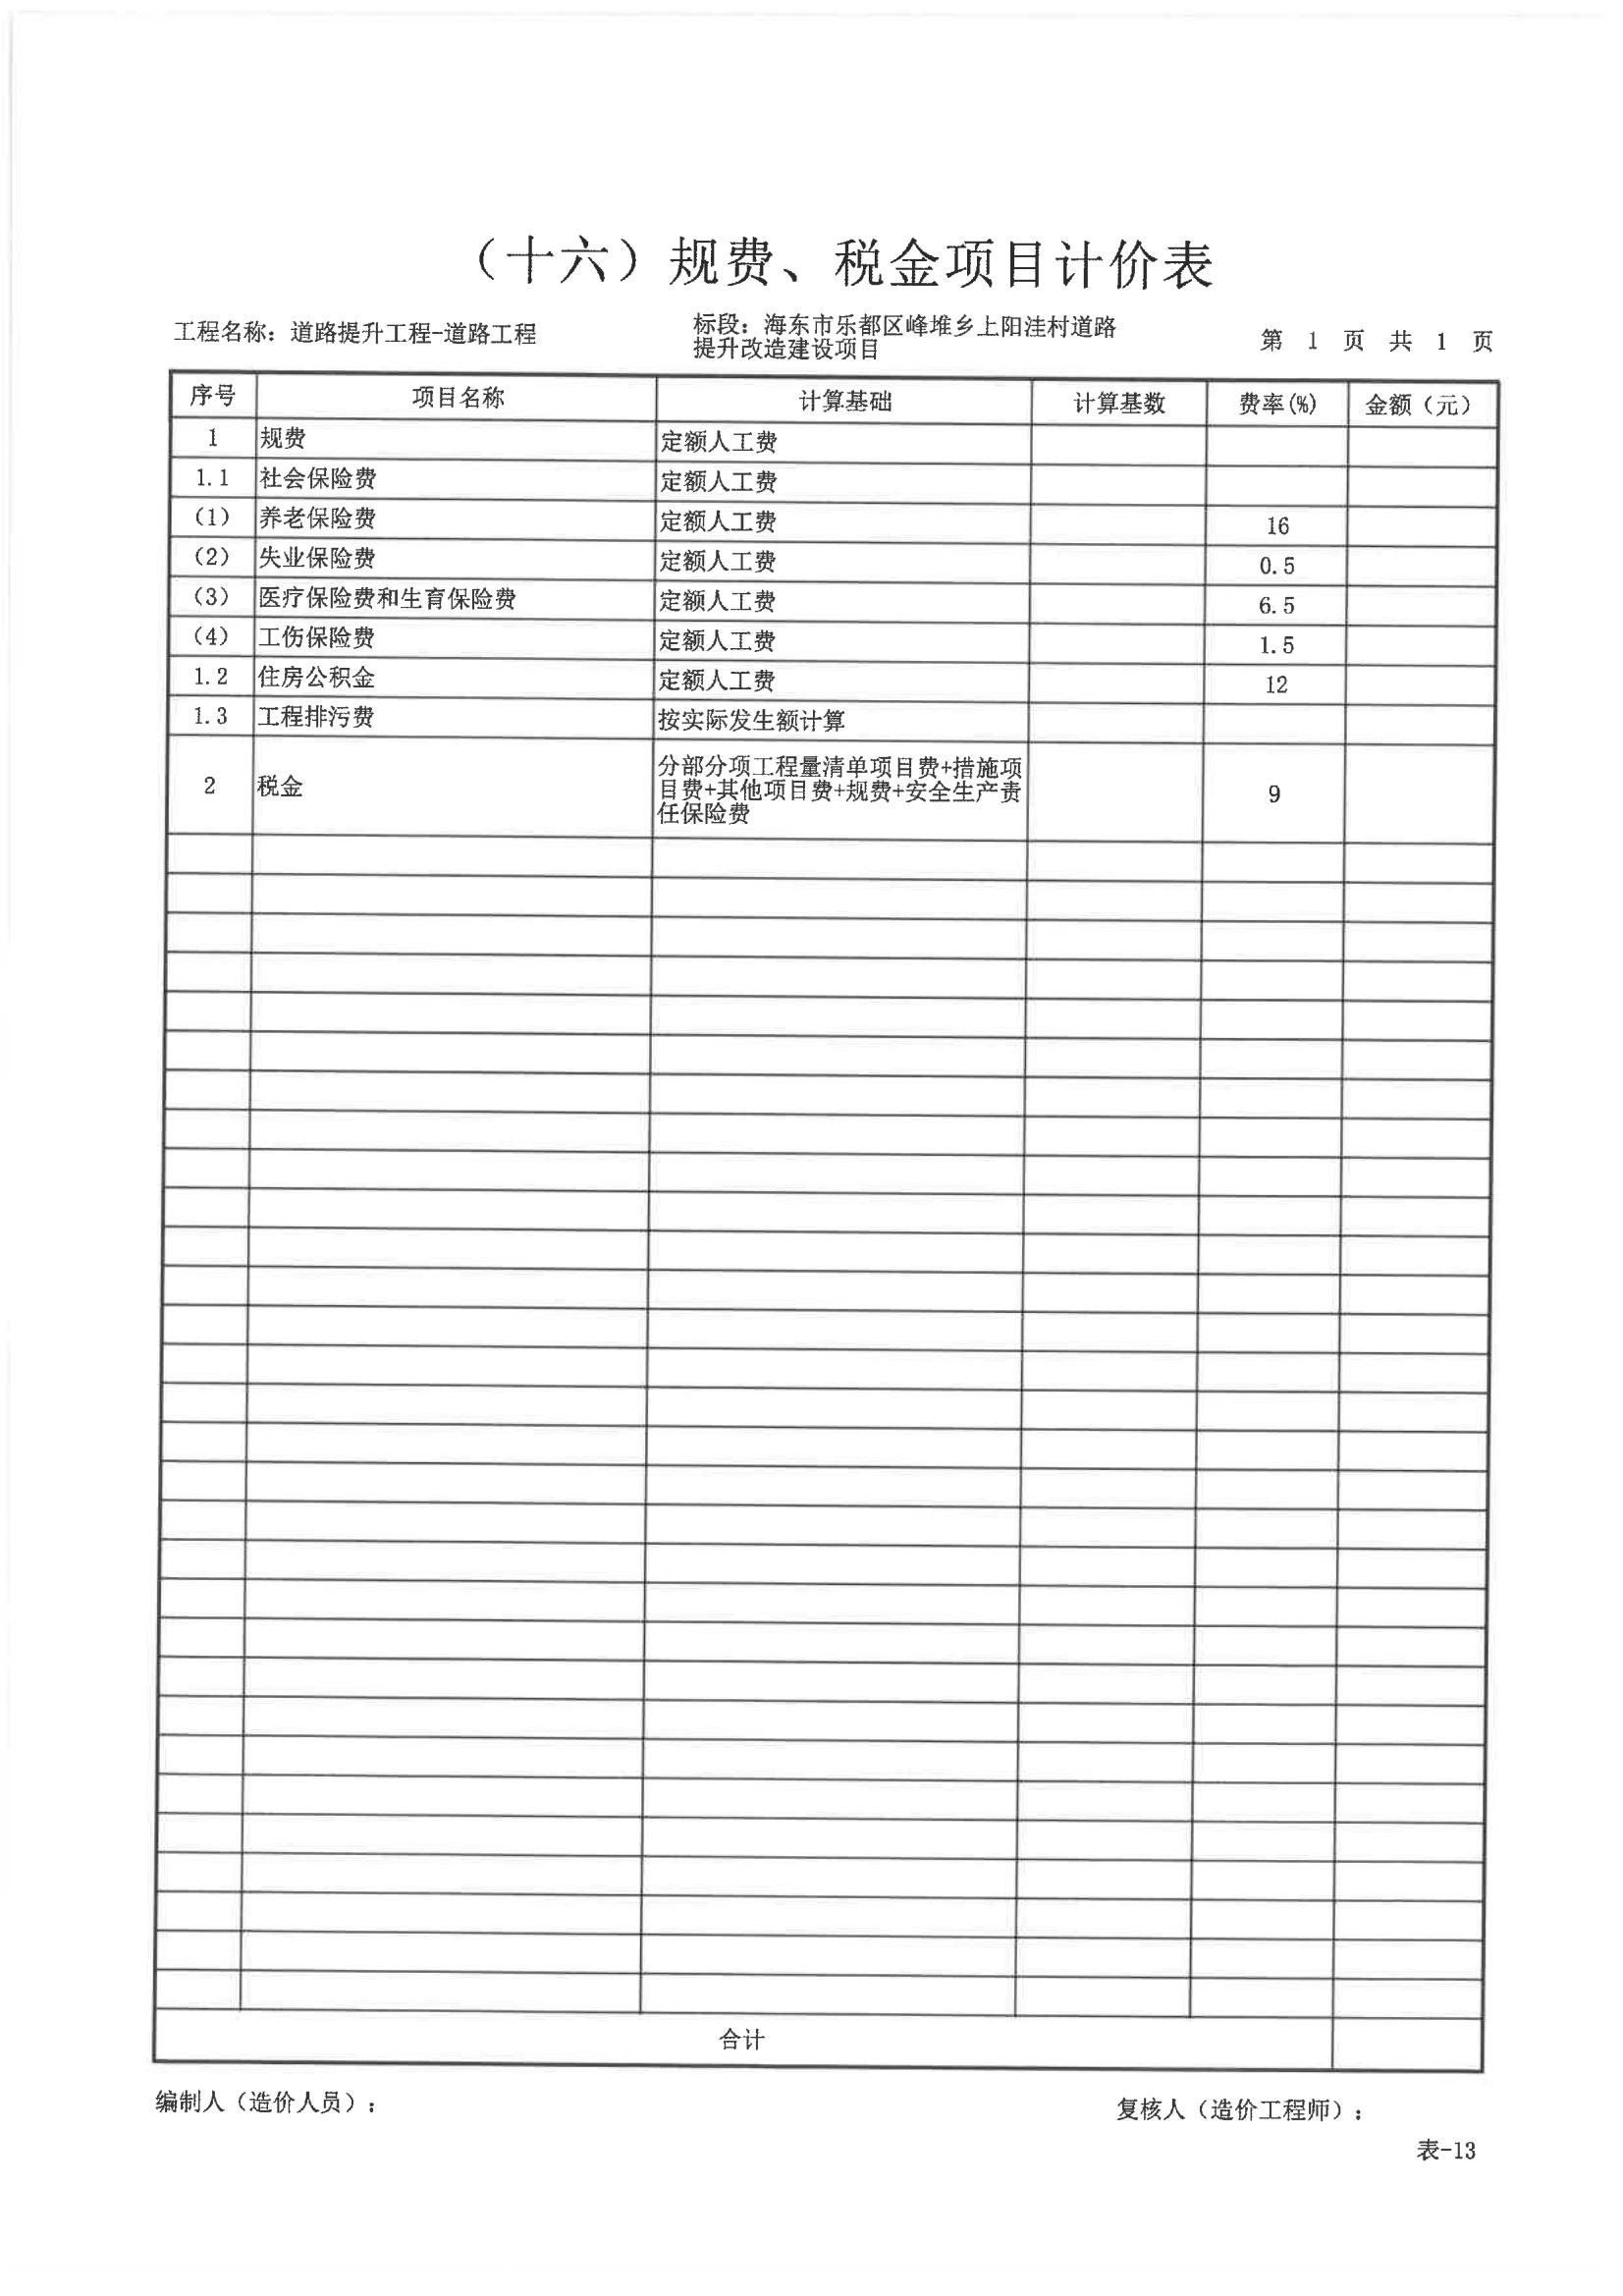 （十六）规费、税金项目计价表
工程名称：道路提升工程-道路工程
标段：海东市乐都区峰堆乡上阳洼村道路
提升改造建设项目
第 1 页 共 1 页
序号 项目名称 计算基础 计算基数 费率(%) 金额（元）
1 规费 定额人工费
1.1 社会保险费 定额人工费
(1) 养老保险费 定额人工费 16
(2) 失业保险费 定额人工费 0.5
(3) 医疗保险费和生育保险费 定额人工费 6.5
(4) 工伤保险费 定额人工费 1.5
1.2 住房公积金 定额人工费 12
1.3 工程排污费 按实际发生额计算
2 税金 分部分项工程量清单项目费+措施项
目费+其他项目费+规费+安全生产责
任保险费
9
合计
编制人（造价人员）：
复核人（造价工程师）：
表-13